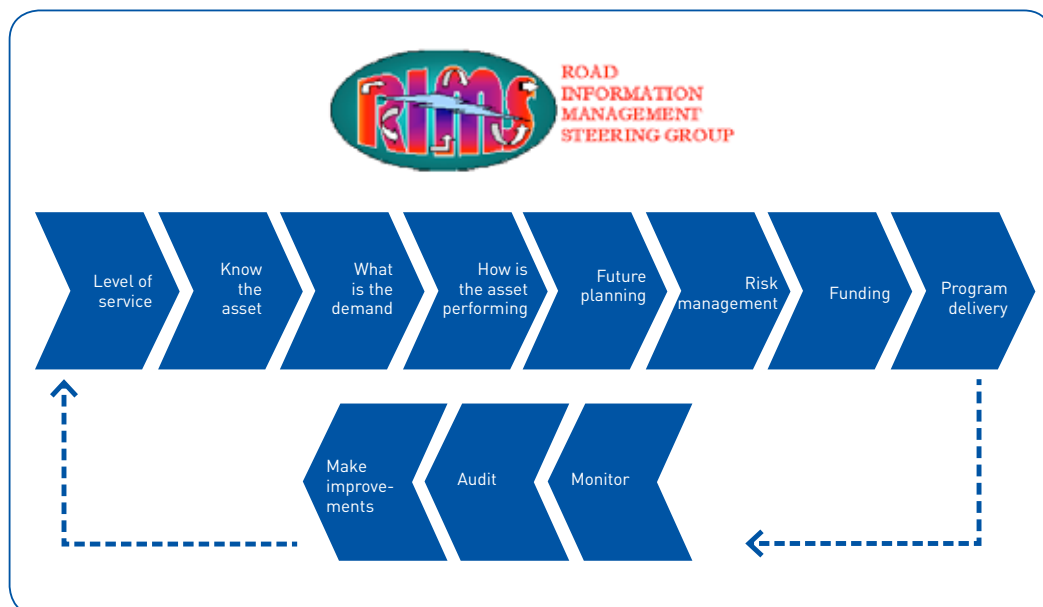 RIMS
ROAD
INFORMATION
MANAGEMENT
STEERING GROUP
Level of
service
Know
the
asset
What
is the
demand
How is
the asset
performing
Future
planning
Risk
management
Funding
Program
delivery
Make
improve-
ments
Audit
Monitor